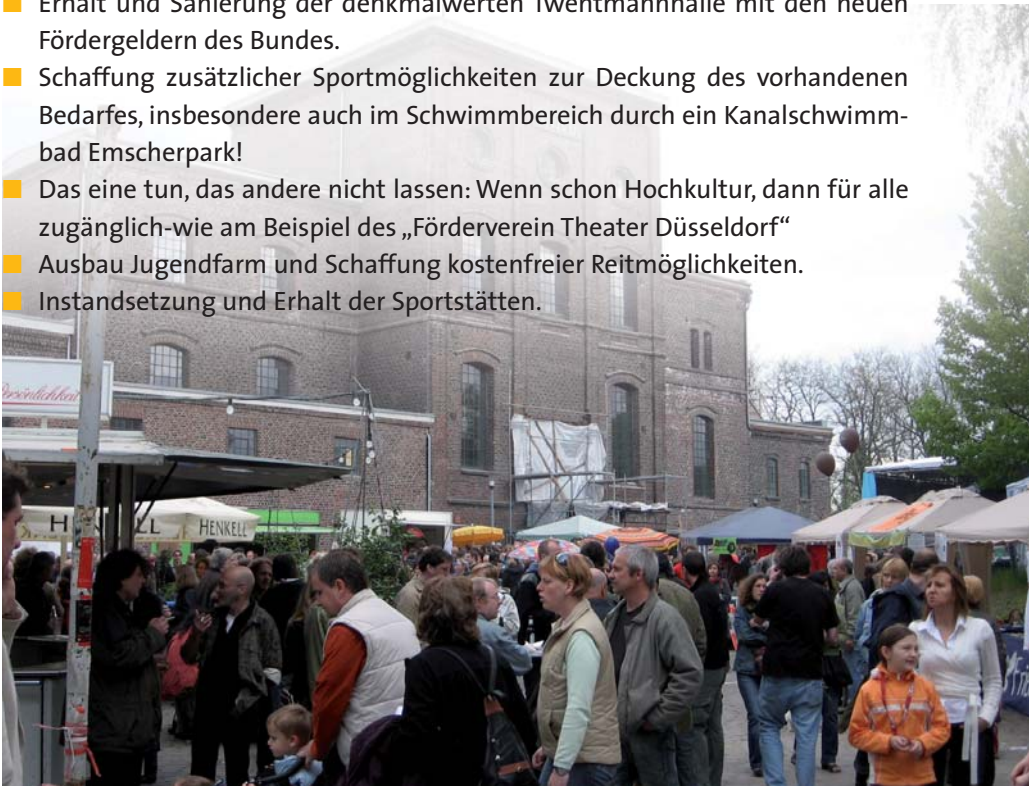 Erhalt und Sanierung der denkmalwerten Twentmannhalle mit den neuen
Fördergeldern des Bundes.
Schaffung zusätzlicher Sportmöglichkeiten zur Deckung des vorhandenen
Bedarfes, insbesondere auch im Schwimmbereich durch ein Kanalschwimm-
bad Emscherpark!
Das eine tun, das andere nicht lassen: Wenn schon Hochkultur, dann für alle
zugänglich-wie am Beispiel des „Förderverein Theater Düsseldorf“
Ausbau Jugendfarm und Schaffung kostenfreier Reitmöglichkeiten.
Instandsetzung und Erhalt der Sportstätten.
Persönlichkeit
HENKELL